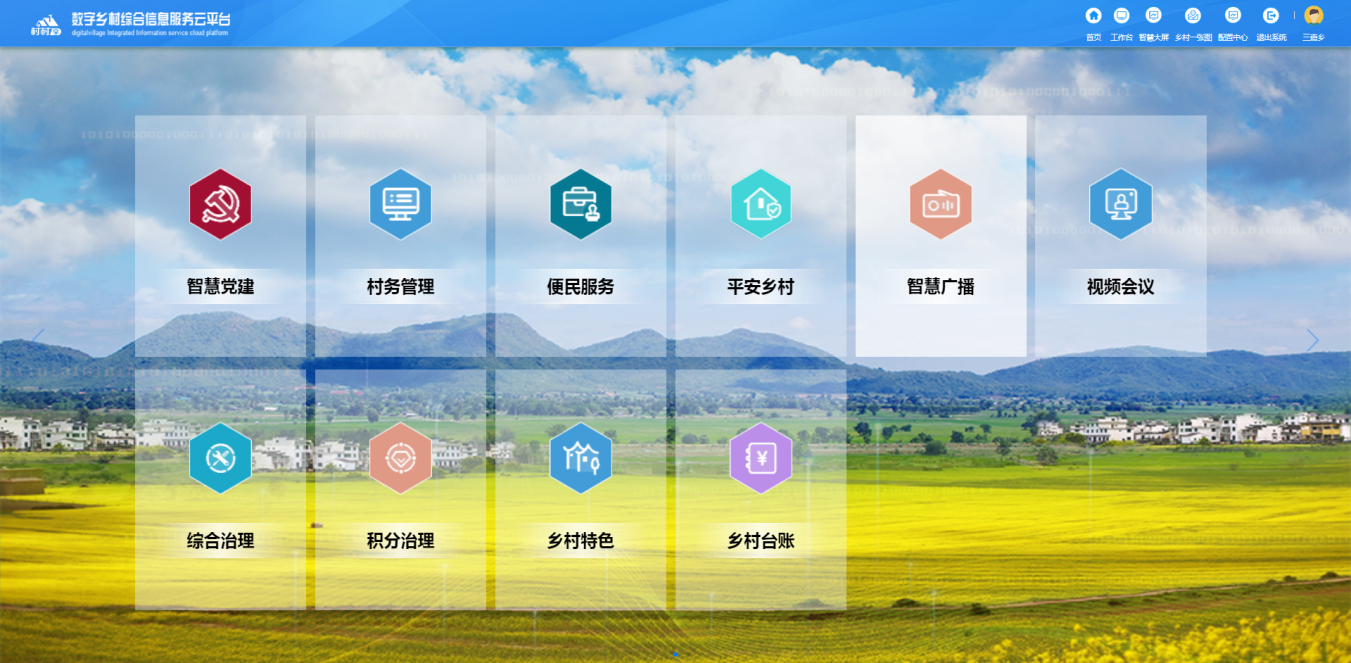 村村享
数字乡村综合信息服务云平台
digitalvillage Integrated Information service cloud platform
首页
工作台
智慧大屏
乡村一张图
配置中心
退出系统
智慧党建
村务管理
便民服务
平安乡村
智慧广播
视频会议
综合治理
积分治理
乡村特色
乡村台账
¥